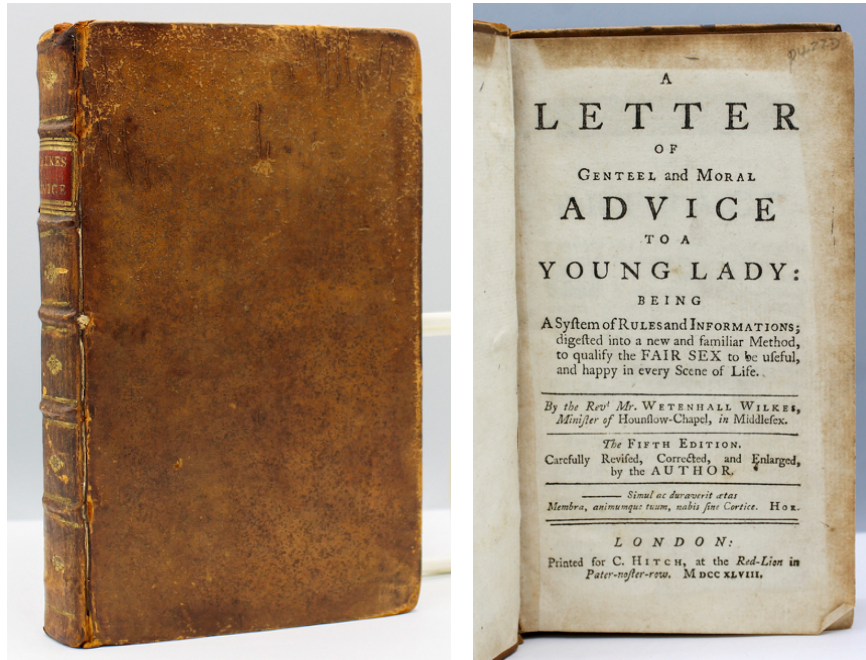 ILKES
VICE
A
LETTER
OF
GENTEEL and MORAL
ADVICE
TO A
YOUNG LADY:
BEING
A Syſtem of RULES and INFORMATIONS;
digeſted into a new and familiar Method,
to qualify the FAIR SEX to be uſeful,
and happy in every Scene of Life.
By the Revᵈ Mr. WETENHALL WILKES,
Miniſter of Hounſlow-Chapel, in Middleſex.
The FIFTH EDITION.
Carefully Reviſed, Corrected, and Enlarged,
by the AUTHOR.
—— Simul ac duraverit ætas
Membra, animumque tuum, nabis ſine Cortice. HOR.
LONDON:
Printed for C. HITCH, at the Red-Lion in
Pater-noſter-row. MDCCXLVIII.